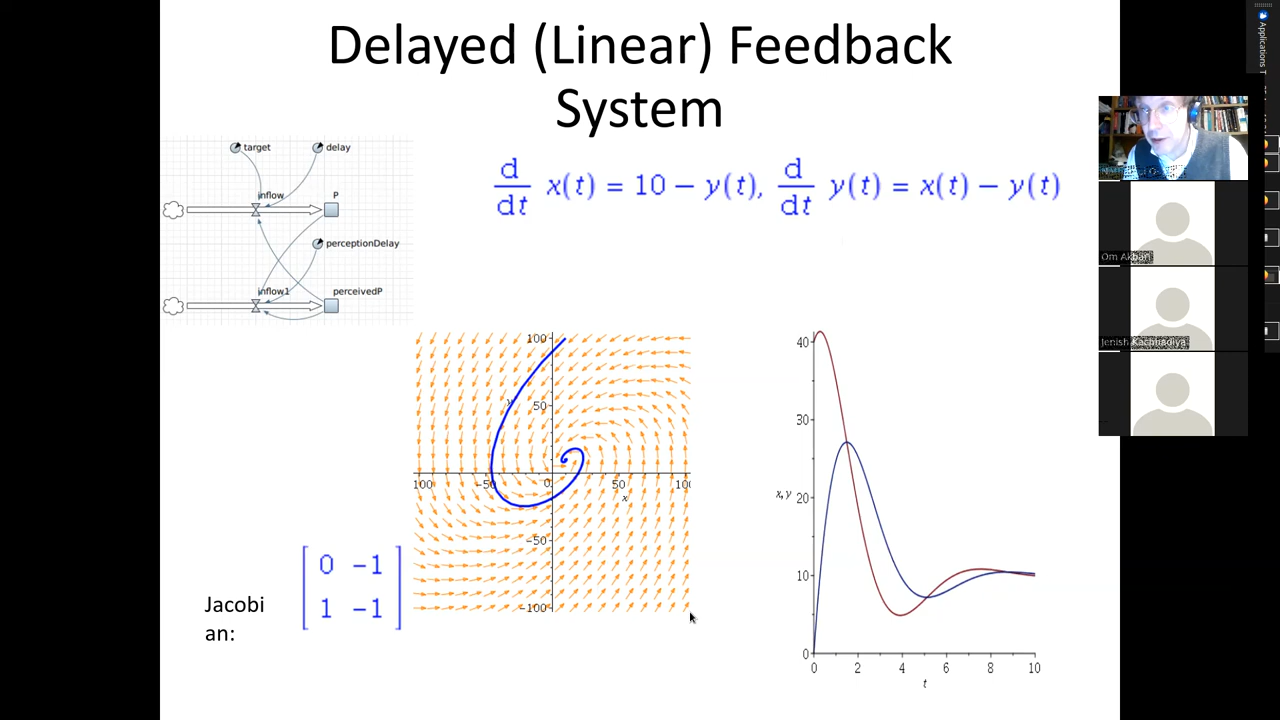 Delayed (Linear) Feedback
System
target
delay
inflow
P
perceptionDelay
inflow1
perceivedP
d/dt x(t) = 10 − y(t), d/dt y(t) = x(t) − y(t)
100
y
50
100
−50
0
50
10
x
−50
−100
Jacobi
an:
0 −1
1 −1
40
30
x, y
20
10
0
0 2 4 6 8 10
t
Applications
Om Akbari
Jenish Kachhadiya